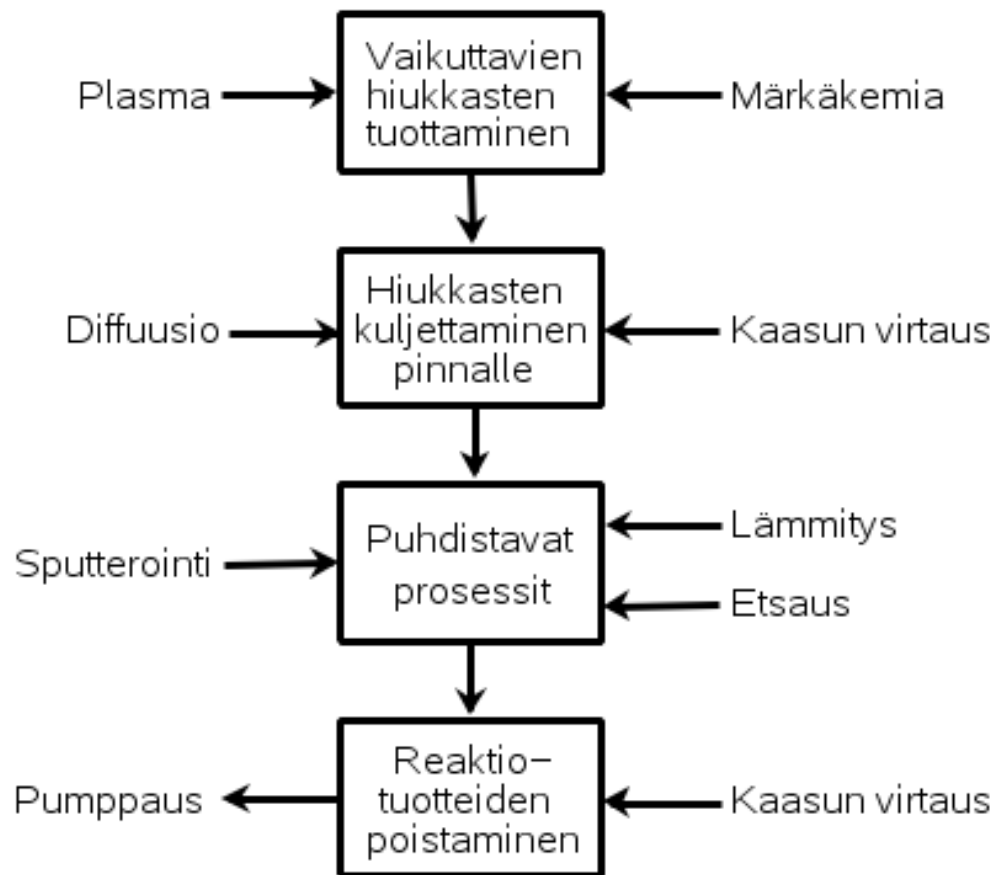 Vaikuttavien
Plasma
hiukkasten
Märkäkemia
tuottaminen
Hiukkasten
Diffuusio
kuljettaminen
Kaasun virtaus
pinnalle
Sputterointi
Puhdistavat
prosessit
Lämmitys
Etsaus
Reaktio–
Pumppaus
tuotteiden
Kaasun virtaus
poistaminen